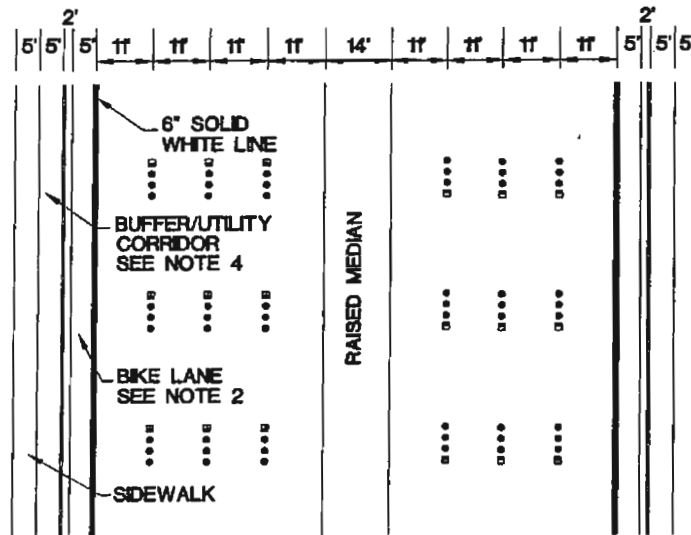 2' 2'
5' 5' 5' 11' 11' 11' 11' 14' 11' 11' 11' 11' 5' 5' 5'
6" SOLID
WHITE LINE
BUFFER/UTILITY
CORRIDOR
SEE NOTE 4
RAISED MEDIAN
BIKE LANE
SEE NOTE 2
SIDEWALK